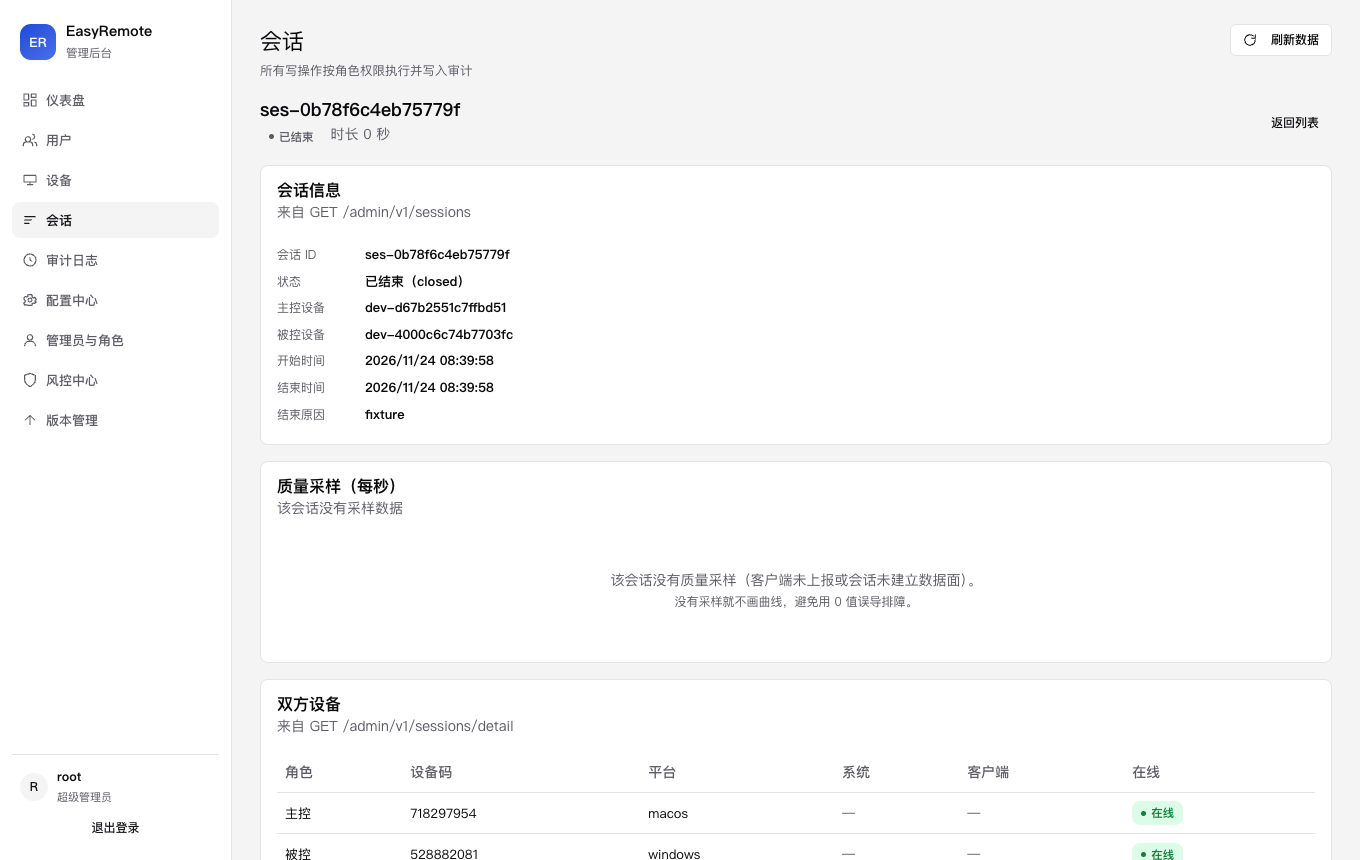 ER
EasyRemote
管理后台
仪表盘
用户
设备
会话
审计日志
配置中心
管理员与角色
风控中心
版本管理
R
root
超级管理员
退出登录
会话
所有写操作按角色权限执行并写入审计
刷新数据
ses-0b78f6c4eb75779f
已结束 时长 0 秒
返回列表
会话信息
来自 GET /admin/v1/sessions
会话 ID ses-0b78f6c4eb75779f
状态 已结束（closed）
主控设备 dev-d67b2551c7ffbd51
被控设备 dev-4000c6c74b7703fc
开始时间 2026/11/24 08:39:58
结束时间 2026/11/24 08:39:58
结束原因 fixture
质量采样（每秒）
该会话没有采样数据
该会话没有质量采样（客户端未上报或会话未建立数据面）。
没有采样就不画曲线，避免用 0 值误导排障。
双方设备
来自 GET /admin/v1/sessions/detail
角色 设备码 平台 系统 客户端 在线
主控 718297954 macos — — 在线
被控 528882081 windows — — 在线